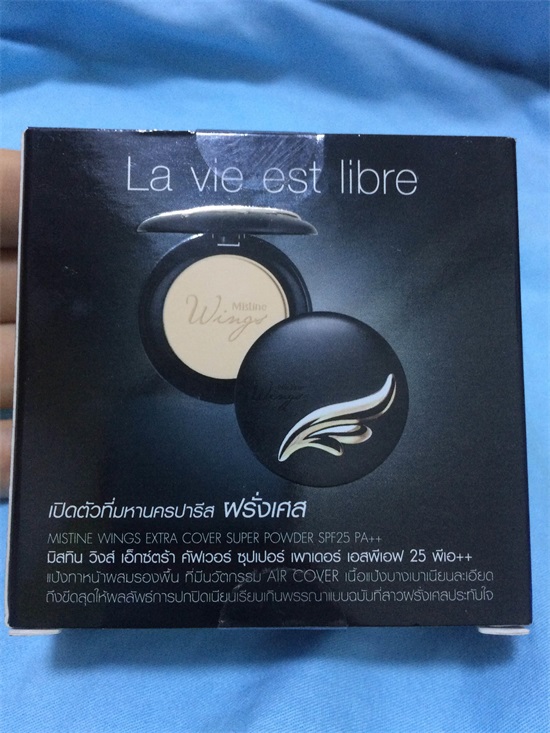 La vie est libre
Mistine
Wings
Wings
เปิดตัวที่มหานครปารีส ฝรั่งเศส
MISTINE WINGS EXTRA COVER SUPER POWDER SPF25 PA++
มิสทิน วิงส์ เอ็กซ์ตร้า คัฟเวอร์ ซุปเปอร์ เพาเดอร์ เอสพีเอฟ 25 พีเอ++
แป้งทาหน้าผสมรองพื้น ที่มีนวัตกรรม AIR COVER เนื้อแป้งบางเบาเนียนละเอียด
ถึงขีดสุดให้ผลลัพธ์การปกปิดเนียนเรียบเกินพรรณาแบบฉบับที่สาวฝรั่งเศสประทับใจ